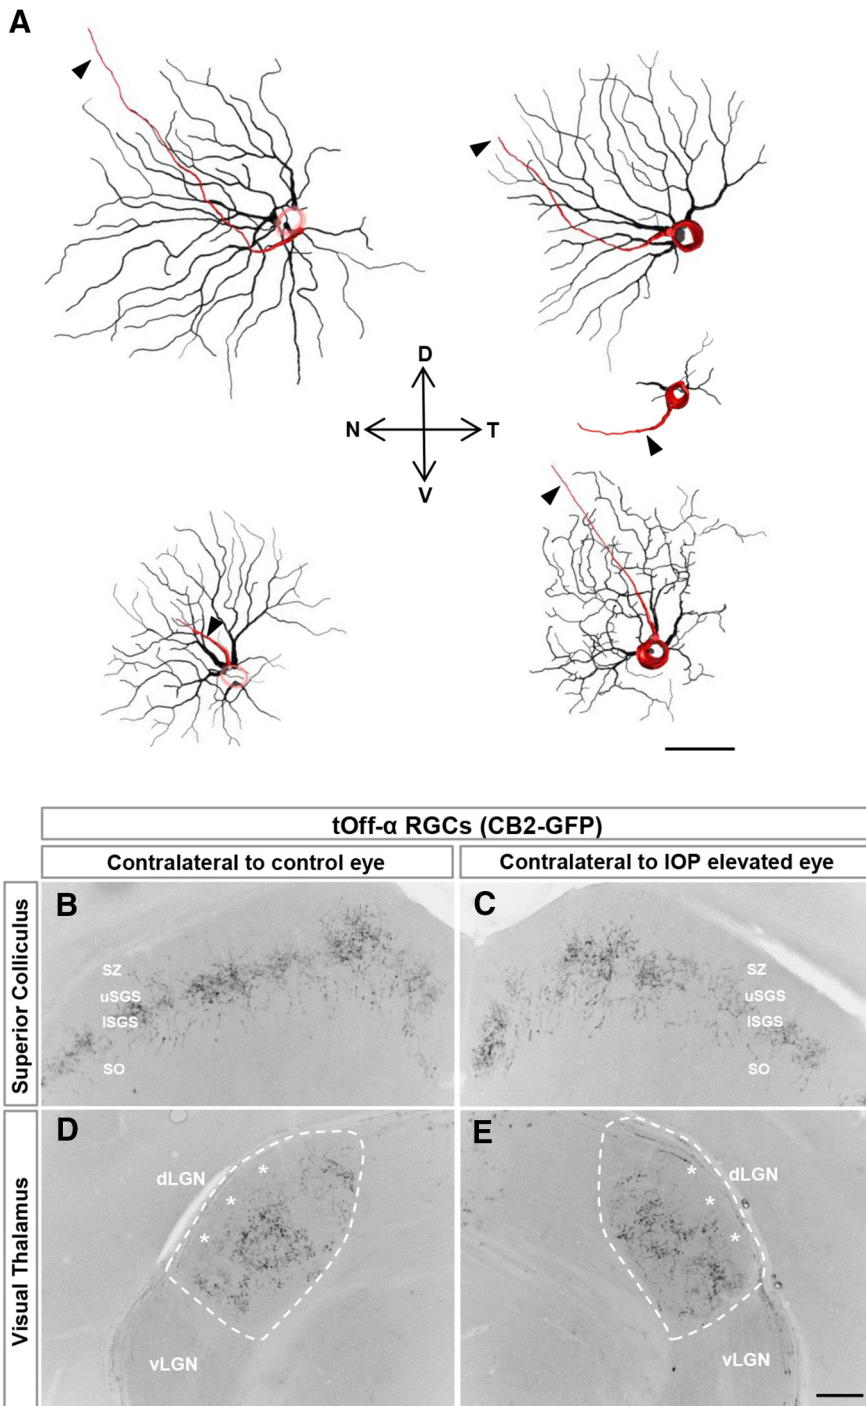 A
D
N
T
V
tOff-α RGCs (CB2-GFP)
Contralateral to control eye
Contralateral to IOP elevated eye
Superior Colliculus
B
SZ
uSGS
lSGS
SO
C
SZ
uSGS
lSGS
SO
Visual Thalamus
D
dLGN
*
*
*
vLGN
E
dLGN
*
*
*
vLGN